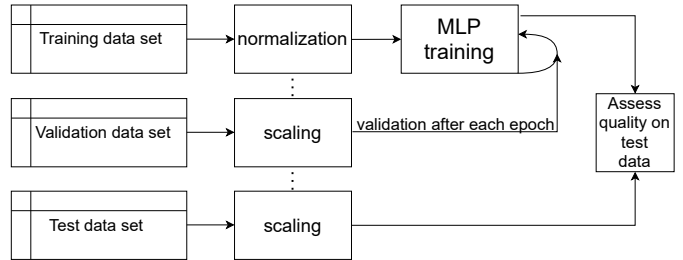 Training data set
normalization
MLP
training
Validation data set
scaling
validation after each epoch
Assess
quality on
test
data
Test data set
scaling